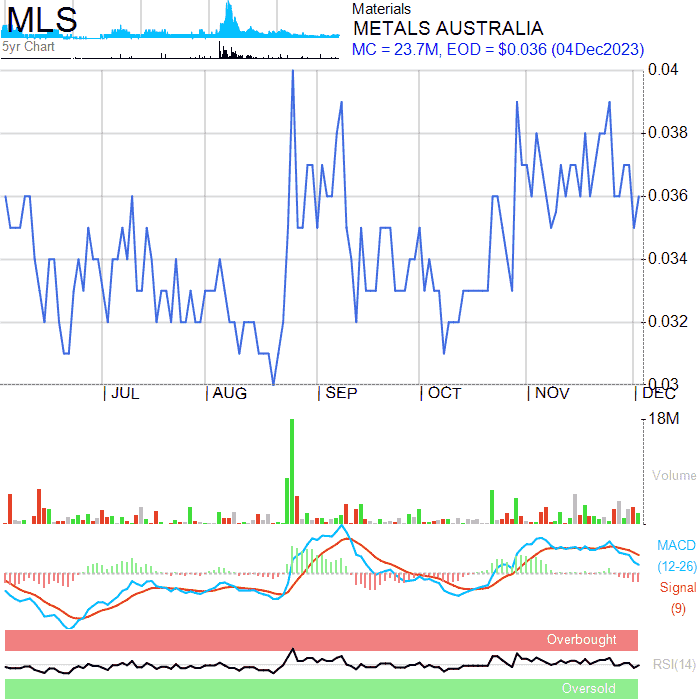 MLS
5yr Chart
Materials
METALS AUSTRALIA
MC = 23.7M, EOD = $0.036 (04Dec2023)
0.04
0.038
0.036
0.034
0.032
0.03
JUL AUG SEP OCT NOV DEC
18M
Volume
MACD
(12-26)
Signal
(9)
Overbought
RSI(14)
Oversold